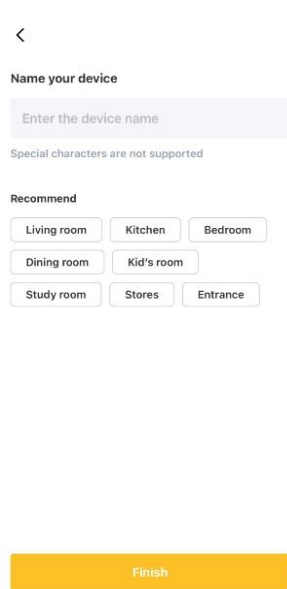 Name your device
Enter the device name
Special characters are not supported
Recommend
Living room Kitchen Bedroom
Dining room Kid's room
Study room Stores Entrance
Finish